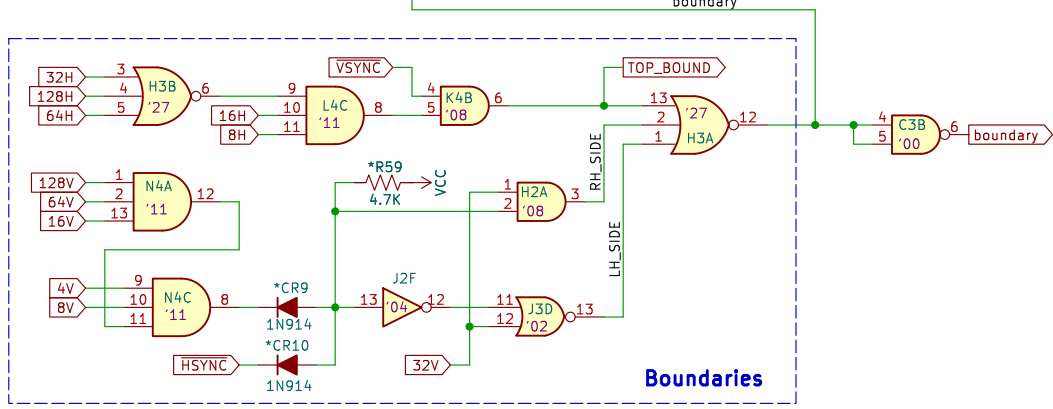 boundary
32H
128H
64H
3
4
5
H3B
'27
6
16H
8H
9
10
11
L4C
'11
8
VSYNC
4
5
K4B
'08
6
TOP_BOUND
13
2
1
'27
H3A
12
4
5
C3B
'00
6
boundary
RH_SIDE
LH_SIDE
128V
64V
16V
1
2
13
N4A
'11
12
*R59
4.7K
VCC
1
2
H2A
'08
3
4V
8V
9
10
11
N4C
'11
8
*CR9
1N914
HSYNC
*CR10
1N914
13
J2F
'04
12
32V
11
12
J3D
'02
13
Boundaries